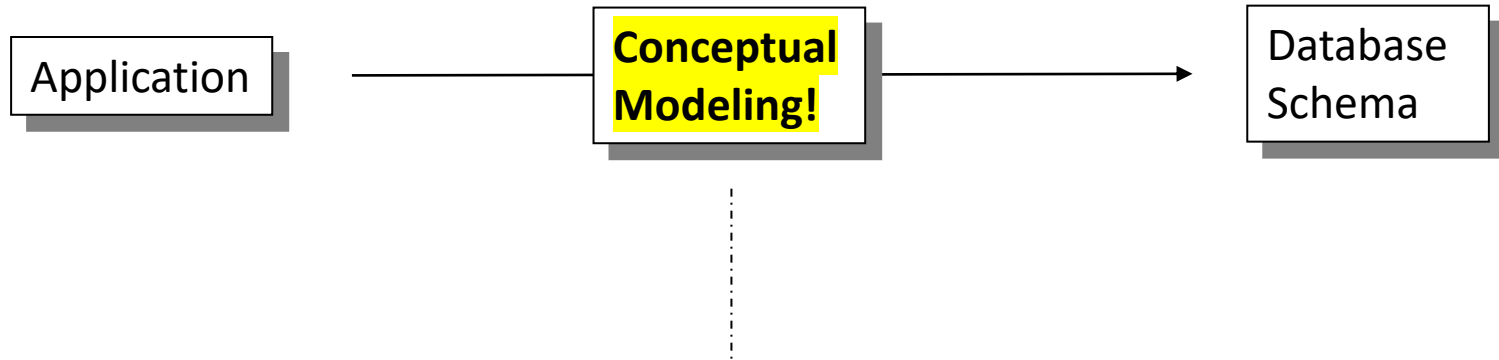 Application
Conceptual
Modeling!
Database
Schema